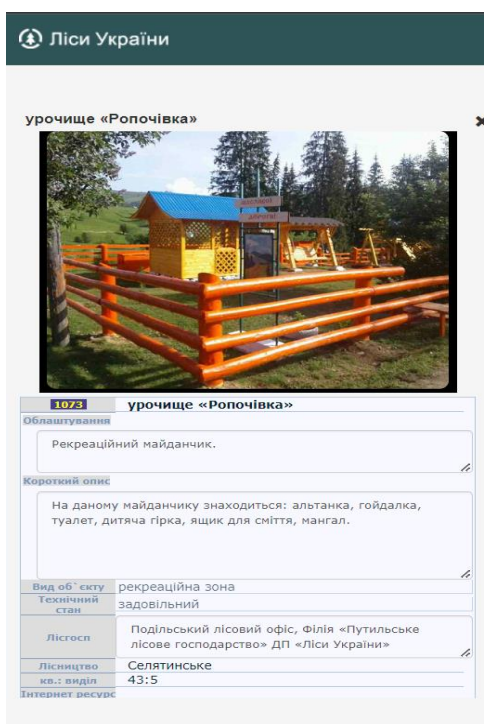 Ліси України
урочище «Ропочівка»
1073 урочище «Ропочівка»
Облаштування
Рекреаційний майданчик.
Короткий опис
На даному майданчику знаходиться: альтанка, гойдалка,
туалет, дитяча гірка, ящик для сміття, мангал.
Вид об`єкту рекреаційна зона
Технічний
стан
задовільний
Лісгосп
Подільський лісовий офіс, Філія «Путильське
лісове господарство» ДП «Ліси України»
Лісництво Селятинське
кв.: виділ 43:5
Інтернет ресурс